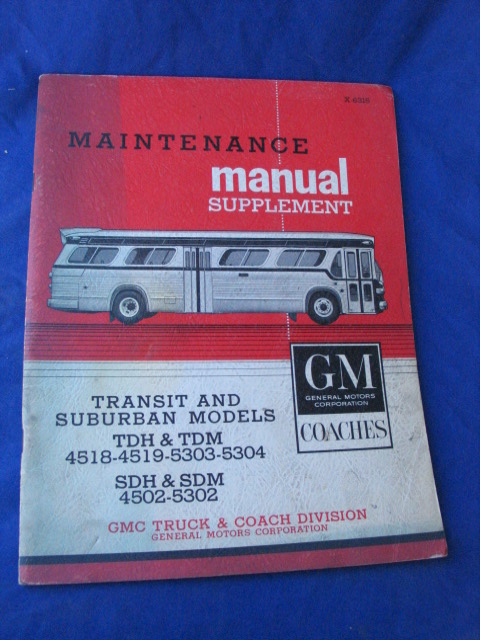 X-6316
MAINTENANCE
manual
SUPPLEMENT
GM
GENERAL MOTORS
CORPORATION
COACHES
TRANSIT AND
SUBURBAN MODELS
TDH & TDM
4518-4519-5303-5304
SDH & SDM
4502-5302
GMC TRUCK & COACH DIVISION
GENERAL MOTORS CORPORATION